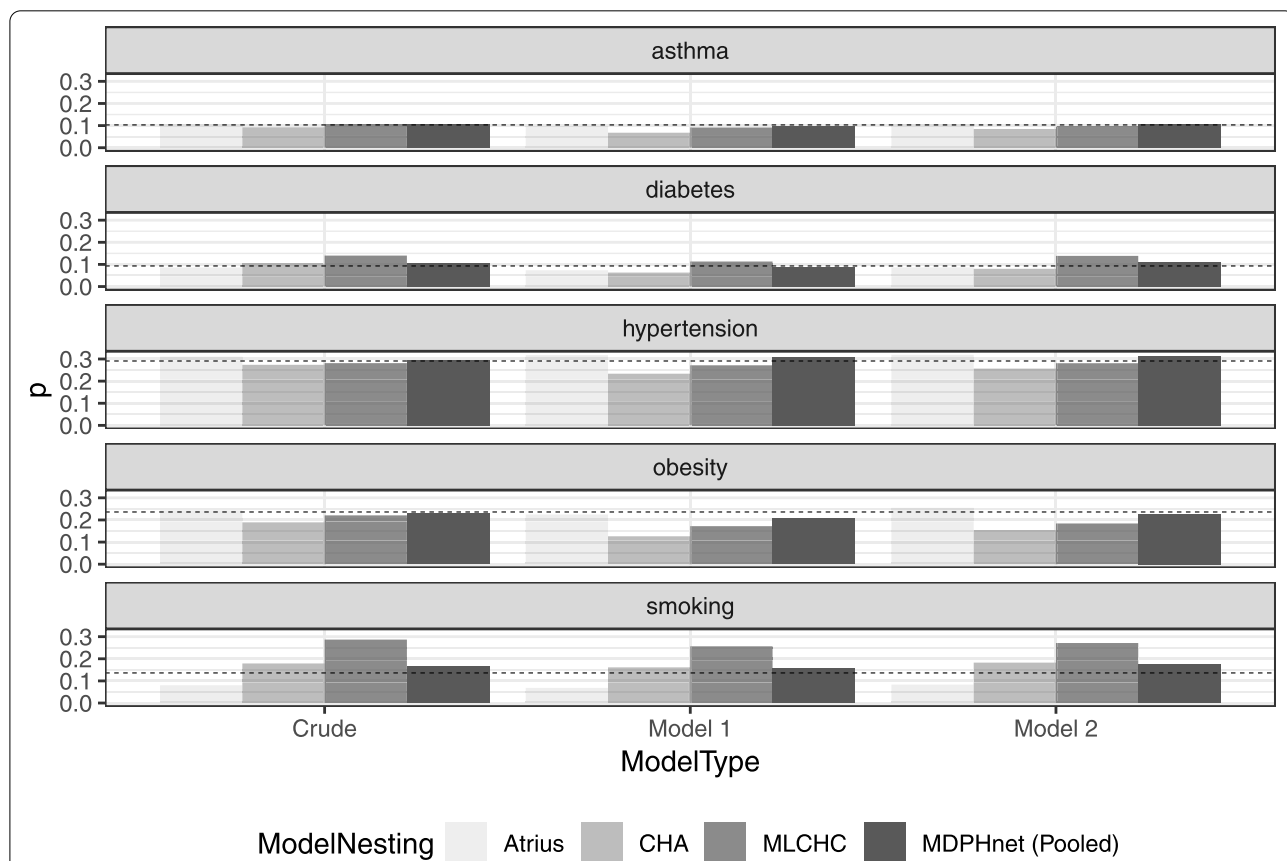 asthma
0.3
0.2
0.1
0.0
diabetes
0.3
0.2
0.1
0.0
hypertension
0.3
0.2
0.1
0.0
p
obesity
0.3
0.2
0.1
0.0
smoking
0.3
0.2
0.1
0.0
Crude Model 1 Model 2
ModelType
ModelNesting Atrius CHA MLCHC MDPHnet (Pooled)